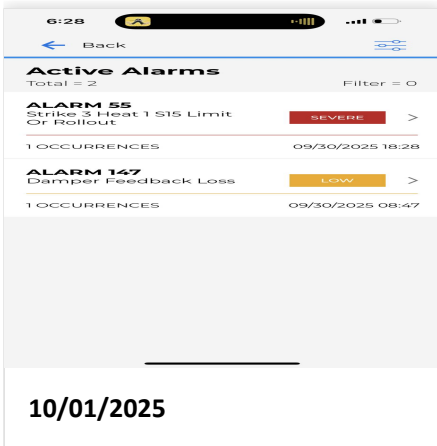 6:28
A
Back
Active Alarms
Total = 2
Filter = 0
ALARM 55
Strike 3 Heat 1 S15 Limit
Or Rollout
SEVERE
1 OCCURRENCES
09/30/2025 18:28
ALARM 147
Damper Feedback Loss
LOW
1 OCCURRENCES
09/30/2025 08:47
10/01/2025